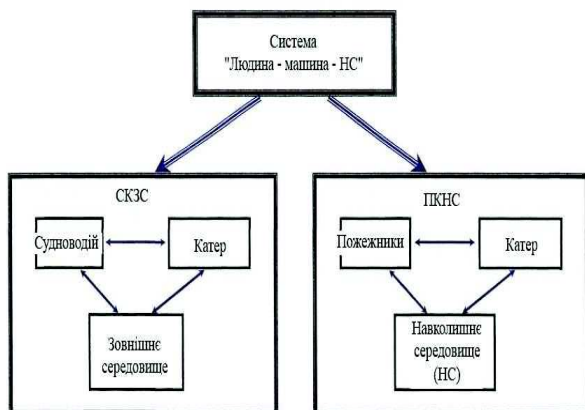 Система
"Людина - машина - НС"
СКЗС
Судноводій
Катер
Зовнішнє
середовище
ПКНС
Пожежники
Катер
Навколишнє
середовище
(НС)